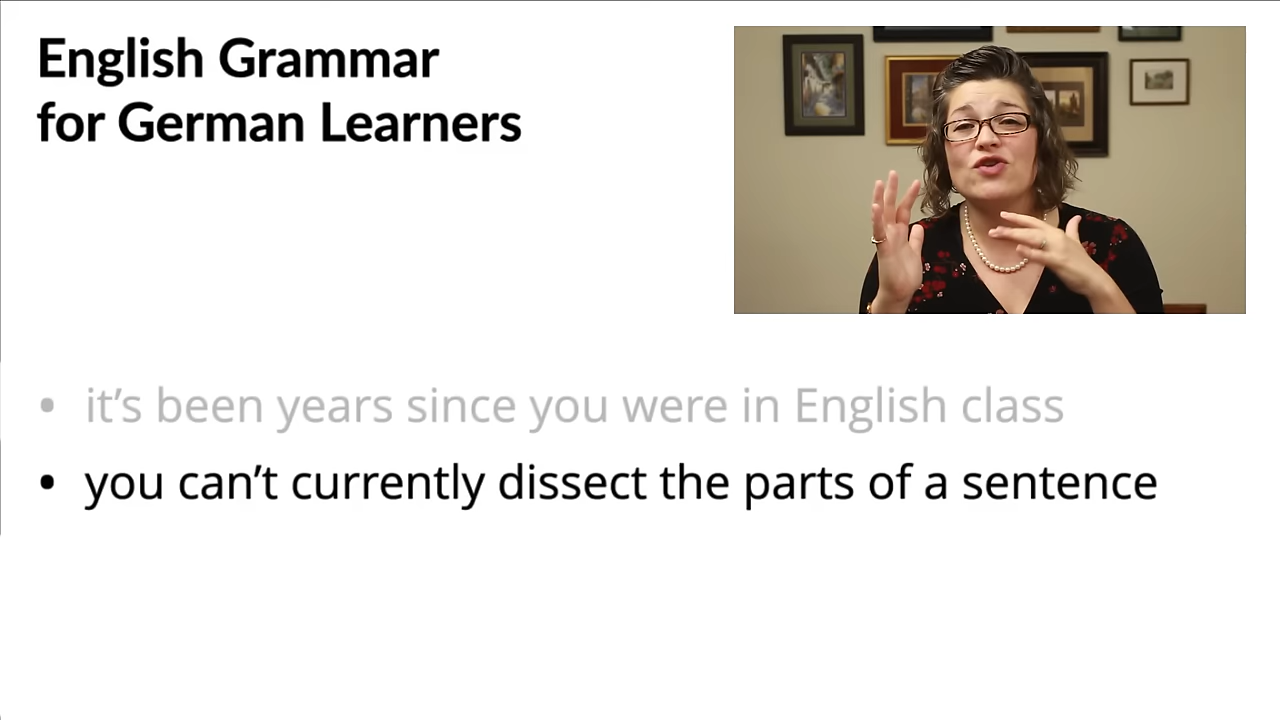 English Grammar
for German Learners
• it’s been years since you were in English class
• you can’t currently dissect the parts of a sentence